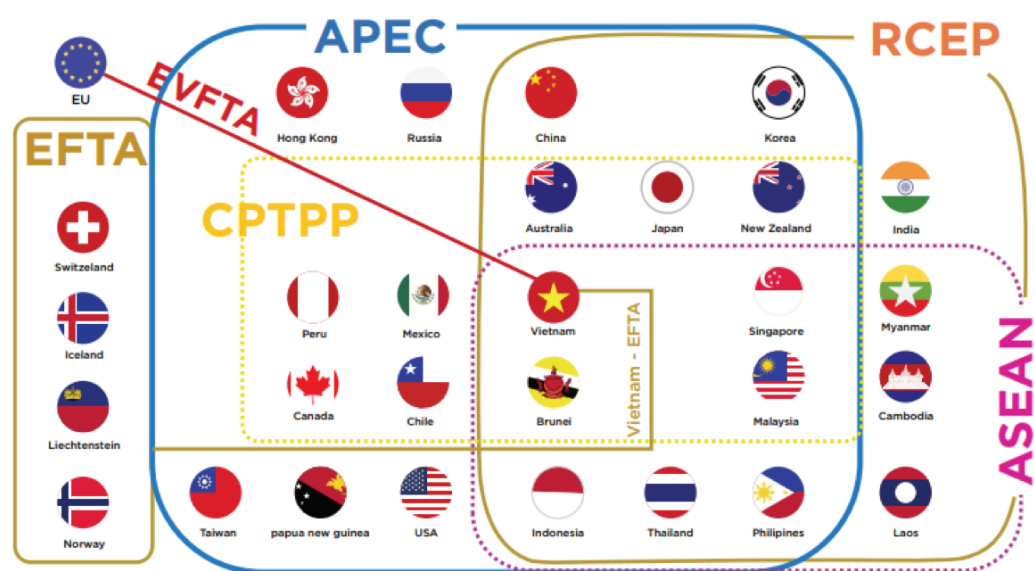 APEC
RCEP
EU
EVFTA
Hong Kong
Russia
China
Korea
EFTA
CPTPP
Switzeland
Australia
Japan
New Zealand
India
Iceland
Peru
Mexico
Vietnam
Singapore
Myanmar
Vietnam - EFTA
ASEAN
Liechtenstein
Canada
Chile
Brunei
Malaysia
Cambodia
Norway
Taiwan
papua new guinea
USA
Indonesia
Thailand
Philipines
Laos